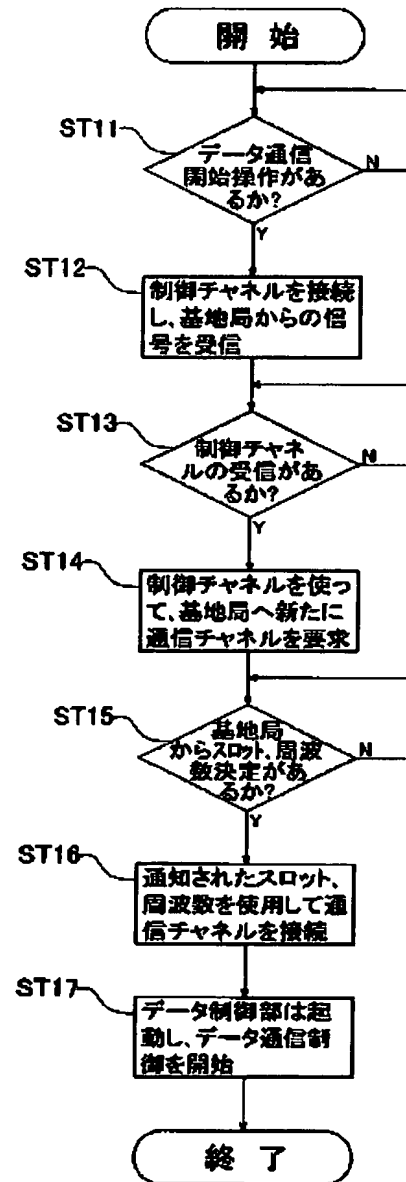 開 始
ST11
データ通信
開始操作があ
るか?
N
Y
ST12
制御チャネルを接続
し、基地局からの信
号を受信
ST13
制御チャネ
ルの受信があ
るか?
N
Y
ST14
制御チャネルを使っ
て、基地局へ新たに
通信チャネルを要求
ST15
基地局
からスロット、周波
数決定があ
るか?
N
Y
ST16
通知されたスロット、
周波数を使用して通
信チャネルを接続
ST17
データ制御部は起
動し、データ通信制
御を開始
終 了